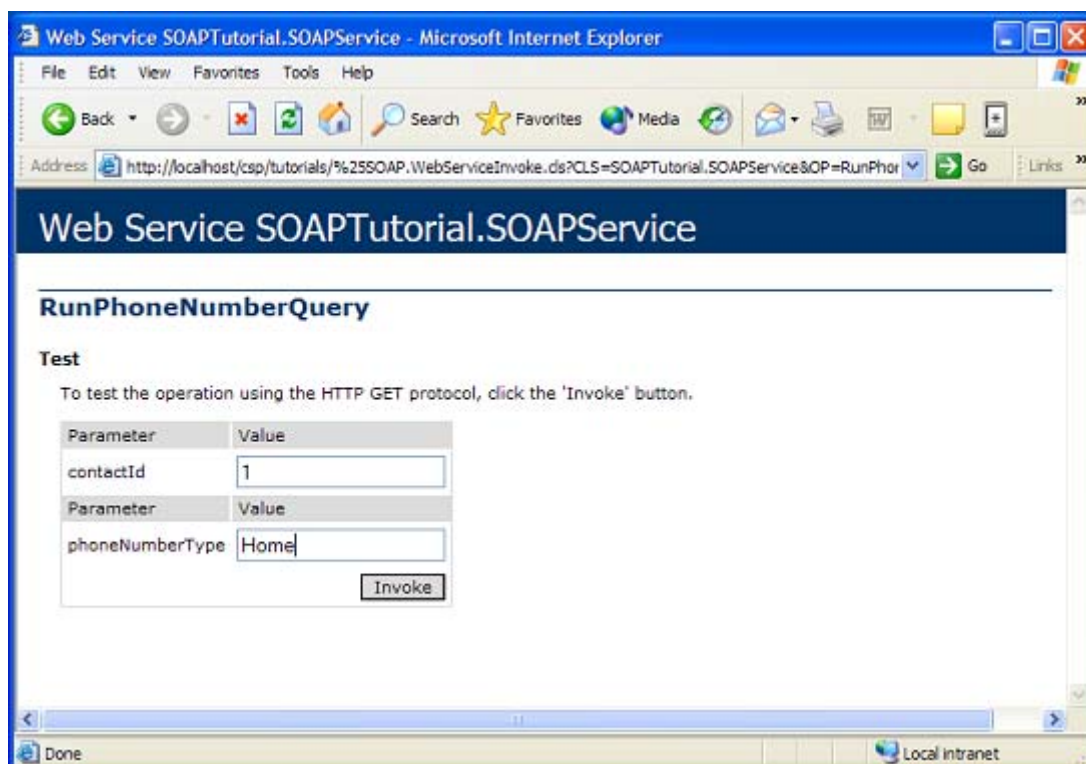 Web Service SOAPTutorial.SOAPService - Microsoft Internet Explorer
File Edit View Favorites Tools Help
Back Search Favorites Media
Address http://localhost/csp/tutorials/%25SOAP.WebServiceInvoke.cls?CLS=SOAPTutorial.SOAPService&OP=RunPhor Go Links »
Web Service SOAPTutorial.SOAPService
RunPhoneNumberQuery
Test
To test the operation using the HTTP GET protocol, click the 'Invoke' button.
Parameter Value
contactId 1
Parameter Value
phoneNumberType Home
Invoke
Done Local intranet